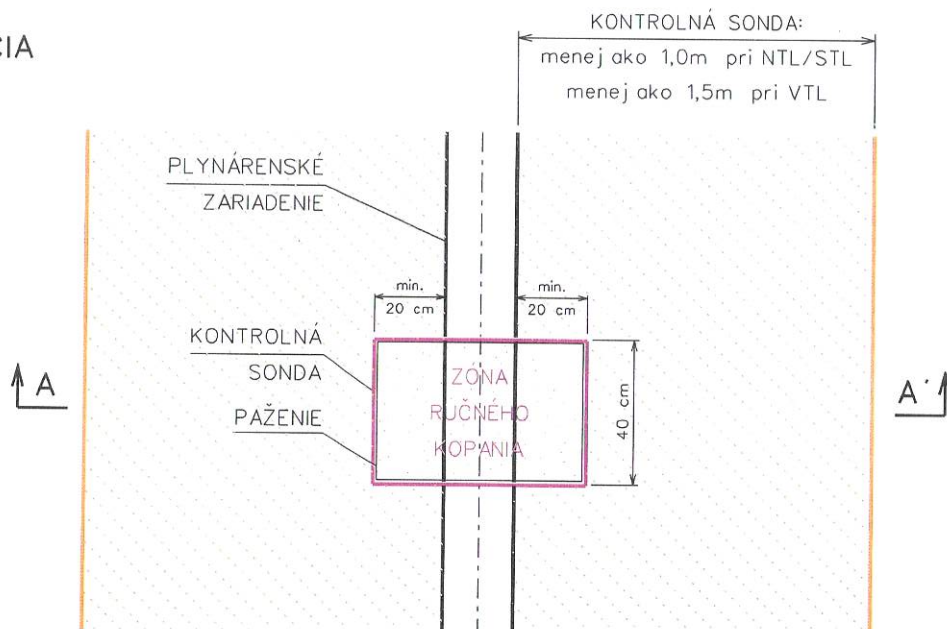 KONTROLNÁ SONDA:
menej ako 1,0m pri NTL/STL
menej ako 1,5m pri VTL
PLYNÁRENSKÉ
ZARIADENIE
min.
20 cm
min.
20 cm
KONTROLNÁ
SONDA
PAŽENIE
ZÓNA
RUČNÉHO
KOPANIA
40 cm
A
A'